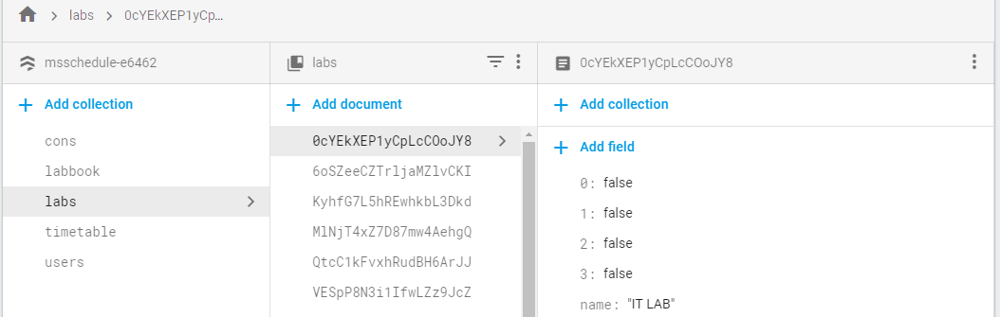 labs 0cYEkXEP1yCp...
msschedule-e6462
labs
0cYEkXEP1yCpLcCOoJY8
Add collection
Add document
Add collection
cons
labbook
labs
timetable
users
0cYEkXEP1yCpLcCOoJY8
6oSZeeCZTrljaMZlvCKI
KyhfG7L5hREwhkbL3Dkd
MlNjT4xZ7D87mw4AehgQ
QtcC1kFvxhRudBH6ArJJ
VESpP8N3i1IfwLZz9JcZ
Add field
0: false
1: false
2: false
3: false
name: "IT LAB"